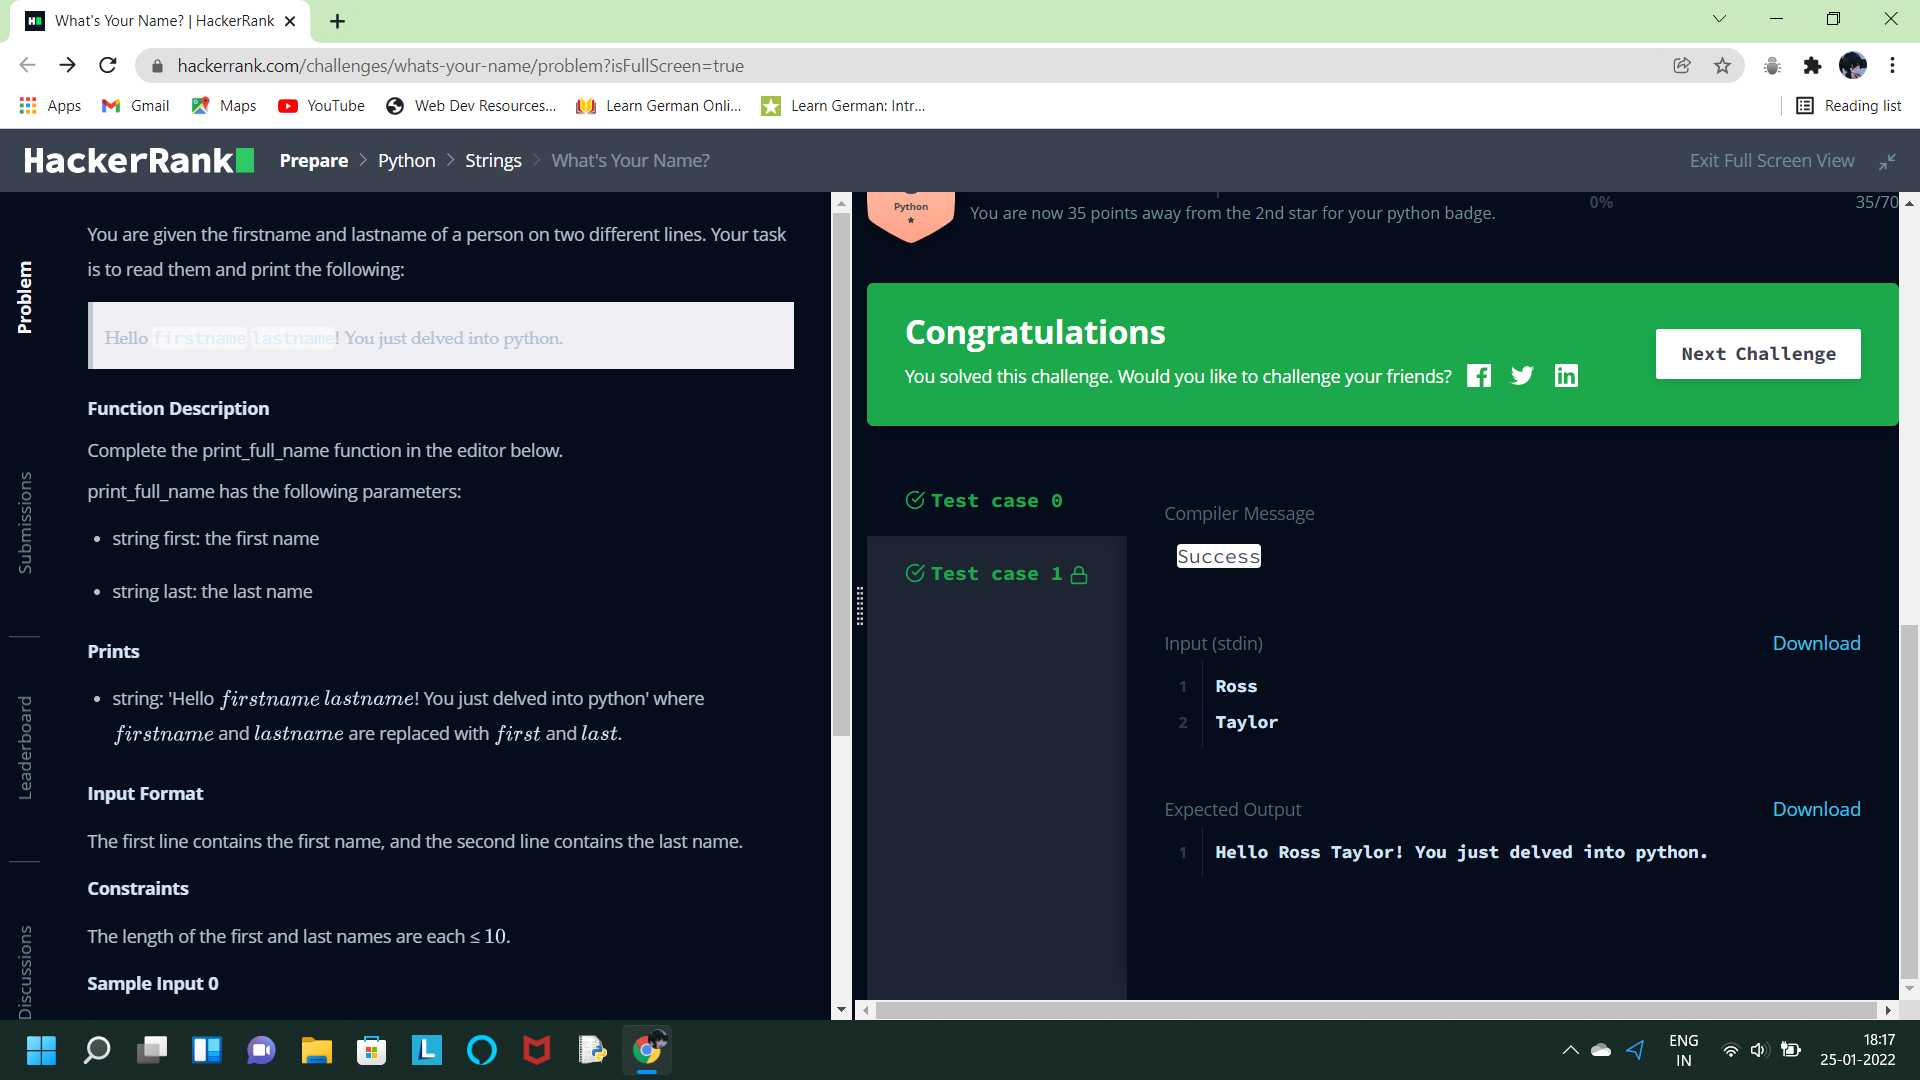 What's Your Name? | HackerRank
hackerrank.com/challenges/whats-your-name/problem?isFullScreen=true
Apps Gmail Maps YouTube Web Dev Resources... Learn German Onli... Learn German: Intr... Reading list
HackerRank Prepare > Python > Strings > What's Your Name? Exit Full Screen View
Problem
Submissions
Leaderboard
Discussions
You are given the firstname and lastname of a person on two different lines. Your task
is to read them and print the following:
Hello firstname lastname! You just delved into python.
Function Description
Complete the print_full_name function in the editor below.
print_full_name has the following parameters:
• string first: the first name
• string last: the last name
Prints
• string: 'Hello firstname lastname! You just delved into python' where
firstname and lastname are replaced with first and last.
Input Format
The first line contains the first name, and the second line contains the last name.
Constraints
The length of the first and last names are each ≤ 10.
Sample Input 0
Python
You are now 35 points away from the 2nd star for your python badge.
0% 35/70
Congratulations
You solved this challenge. Would you like to challenge your friends?
Next Challenge
Test case 0
Test case 1
Compiler Message
Success
Input (stdin) Download
1 Ross
2 Taylor
Expected Output Download
1 Hello Ross Taylor! You just delved into python.
ENG
IN
18:17
25-01-2022